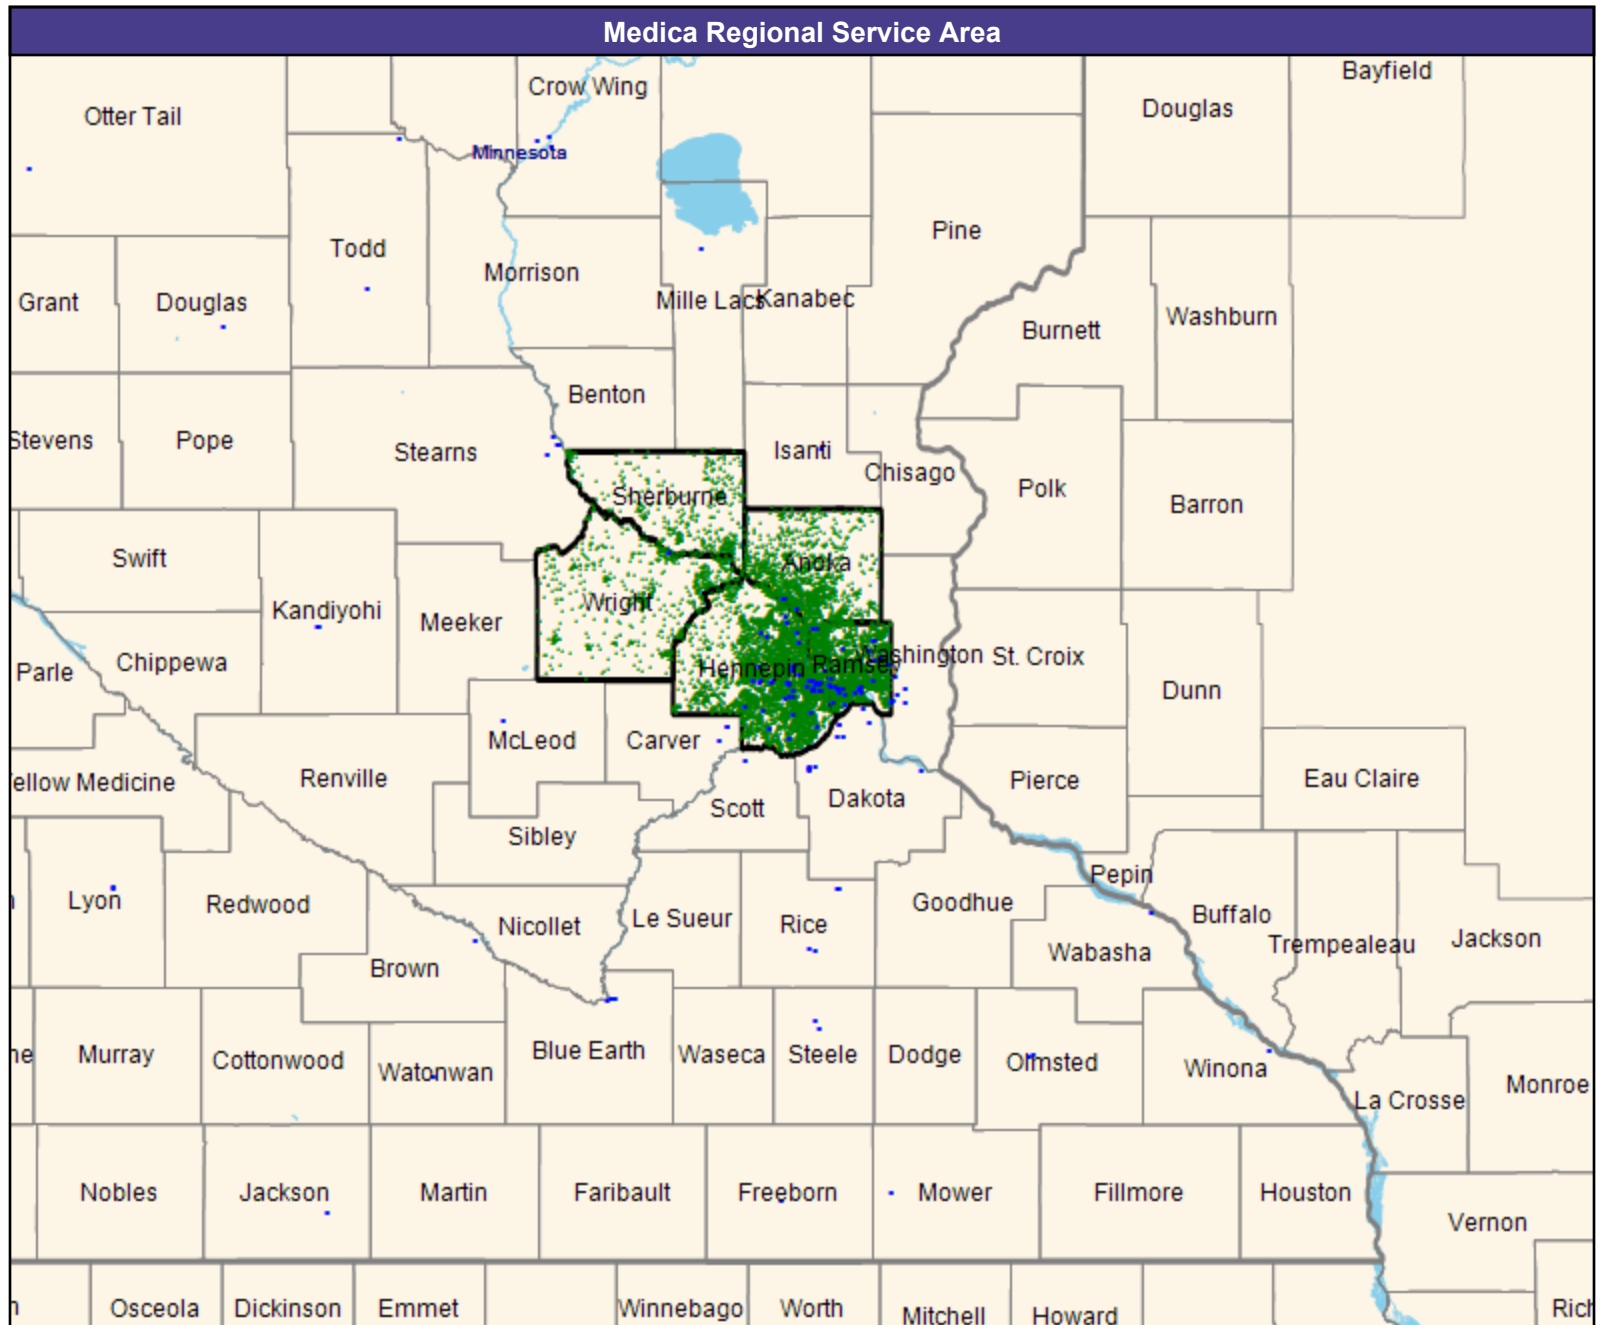 Medica Regional Service Area
Bayfield
Crow Wing
Douglas
Otter Tail
Minnesota
Pine
Todd
Morrison
Mille Lacs
Kanabec
Grant
Douglas
Washburn
Burnett
Benton
Stevens
Pope
Stearns
Isanti
Chisago
Polk
Barron
Sherburne
Swift
Anoka
Wright
Kandiyohi
Meeker
Chippewa
Parle
Hennepin
Ramsey
Washington
St. Croix
Dunn
McLeod
Carver
Renville
ellow Medicine
Pierce
Eau Claire
Dakota
Scott
Sibley
Pepin
Lyon
Redwood
Nicollet
Le Sueur
Rice
Goodhue
Buffalo
Trempealeau
Jackson
Wabasha
Brown
ne
Murray
Cottonwood
Watonwan
Blue Earth
Waseca
Steele
Dodge
Olmsted
Winona
La Crosse
Monroe
Nobles
Jackson
Martin
Faribault
Freeborn
Mower
Fillmore
Houston
Vernon
Osceola
Dickinson
Emmet
Winnebago
Worth
Mitchell
Howard
Rich